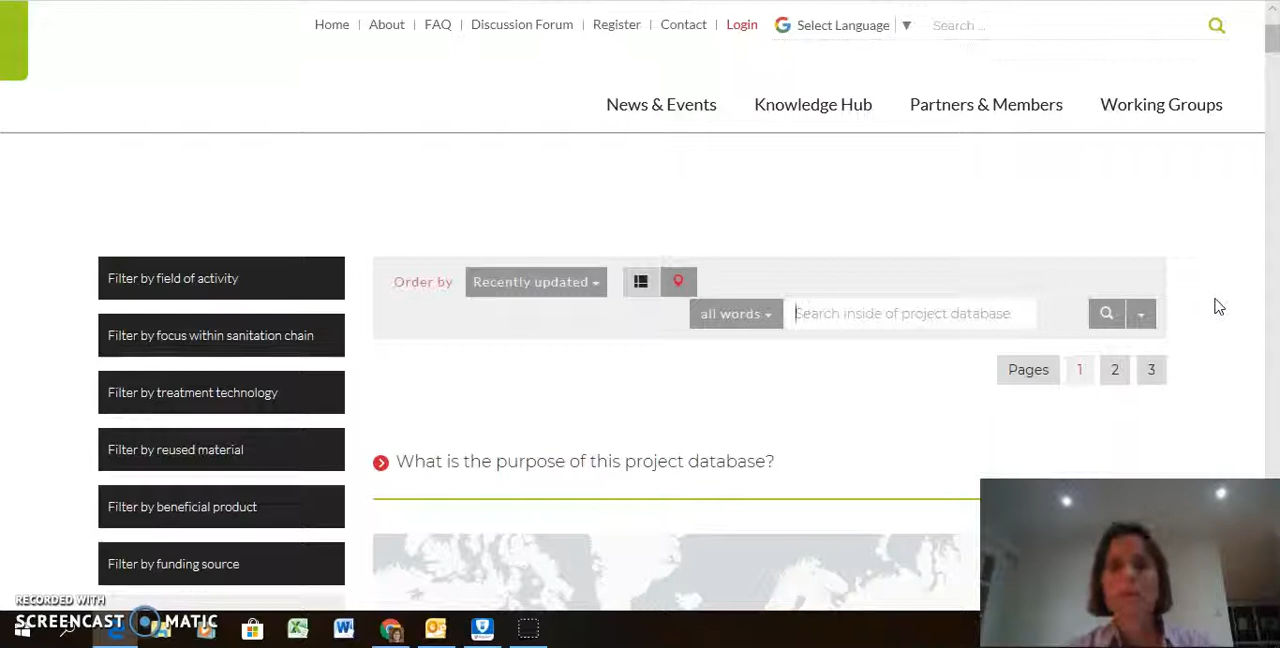 Home About FAQ Discussion Forum Register Contact Login Select Language ▼ Search ...
News & Events Knowledge Hub Partners & Members Working Groups
Filter by field of activity
Filter by focus within sanitation chain
Filter by treatment technology
Filter by reused material
Filter by beneficial product
Filter by funding source
Order by Recently updated
all words Search inside of project database
Pages 1 2 3
What is the purpose of this project database?
RECORDED WITH
SCREENCAST MATIC